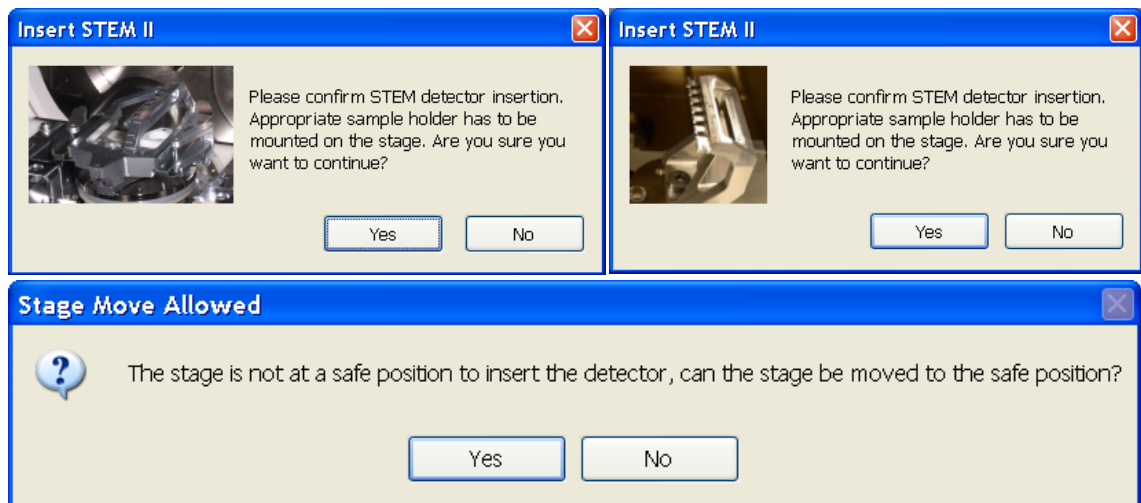 Insert STEM II
Please confirm STEM detector insertion.
Appropriate sample holder has to be
mounted on the stage. Are you sure you
want to continue?
Yes No
Insert STEM II
Please confirm STEM detector insertion.
Appropriate sample holder has to be
mounted on the stage. Are you sure you
want to continue?
Yes No
Stage Move Allowed
The stage is not at a safe position to insert the detector, can the stage be moved to the safe position?
Yes No